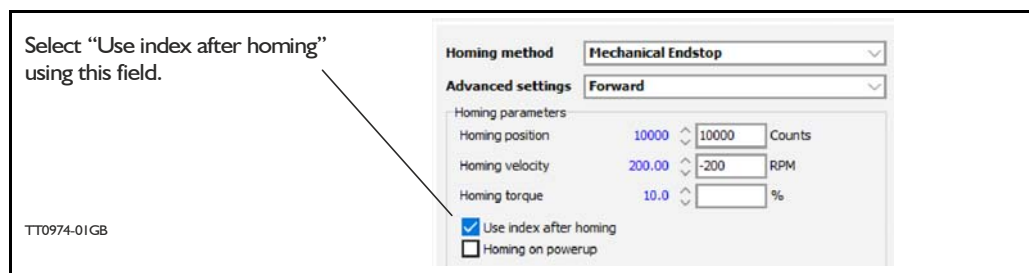 Select “Use index after homing”
using this field.
TT0974-01GB
Homing method Mechanical Endstop
Advanced settings Forward
Homing parameters
Homing position 10000 10000 Counts
Homing velocity 200.00 -200 RPM
Homing torque 10.0 %
Use index after homing
Homing on powerup